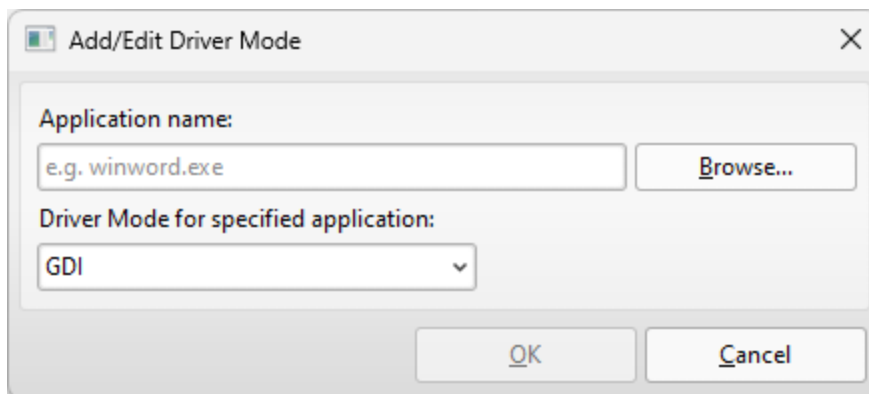 Add/Edit Driver Mode
Application name:
e.g. winword.exe
Browse...
Driver Mode for specified application:
GDI
OK
Cancel